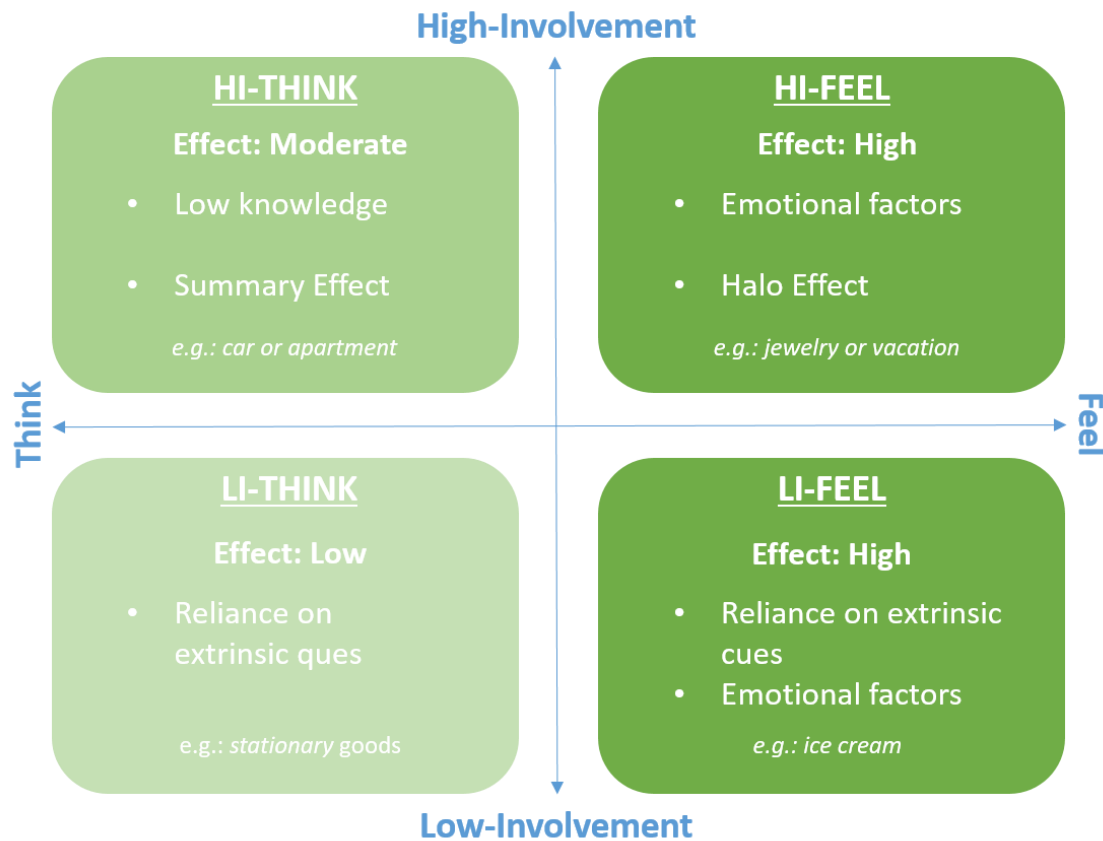 High-Involvement
HI-THINK
Effect: Moderate
• Low knowledge
• Summary Effect
e.g.: car or apartment
HI-FEEL
Effect: High
• Emotional factors
• Halo Effect
e.g.: jewelry or vacation
Think
Feel
LI-THINK
Effect: Low
• Reliance on
extrinsic ques
e.g.: stationary goods
LI-FEEL
Effect: High
• Reliance on extrinsic
cues
• Emotional factors
e.g.: ice cream
Low-Involvement